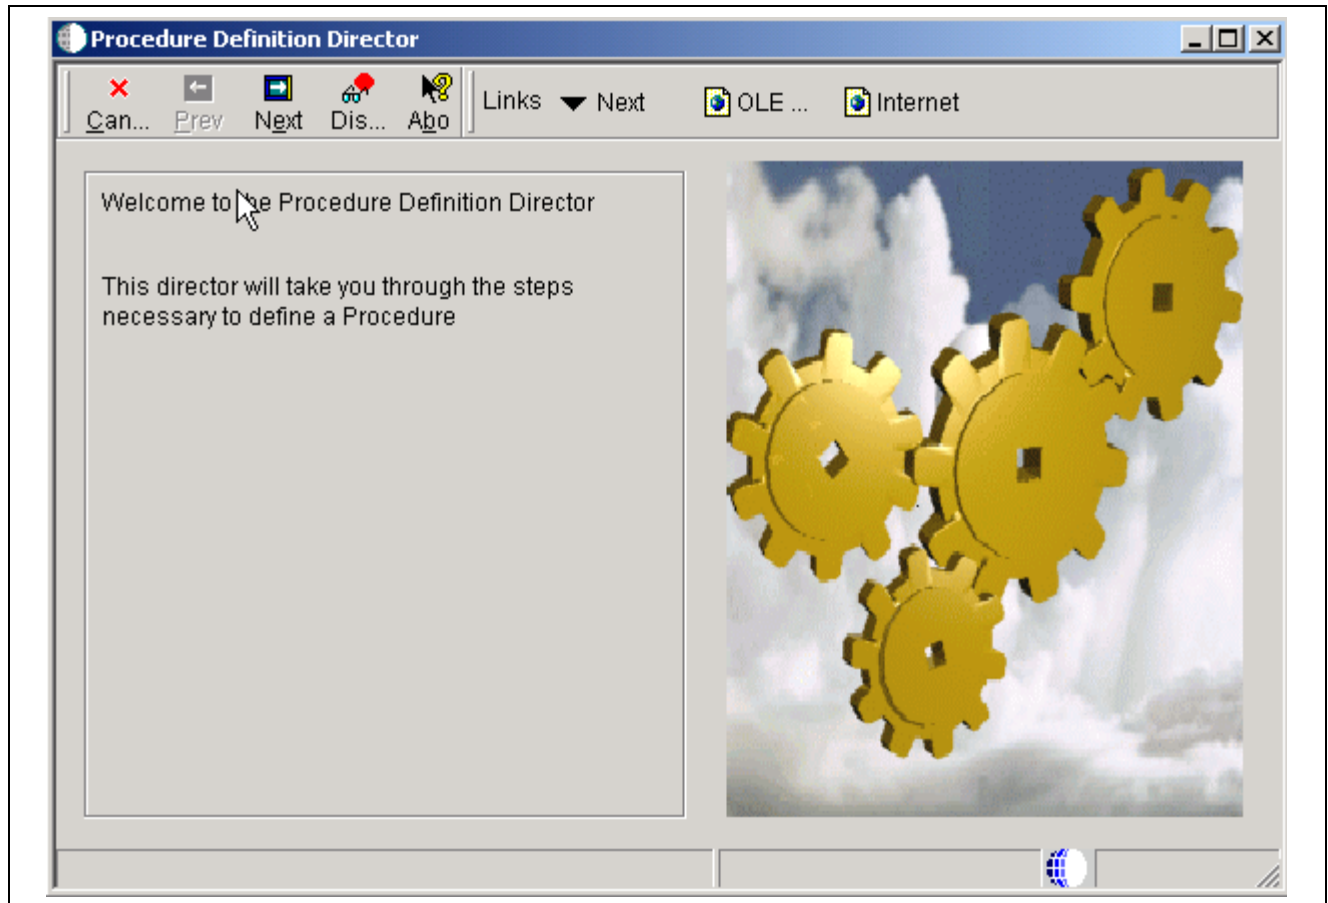 Procedure Definition Director
Can... Prev Next Dis... Abo Links Next OLE ... Internet
Welcome to the Procedure Definition Director
This director will take you through the steps
necessary to define a Procedure